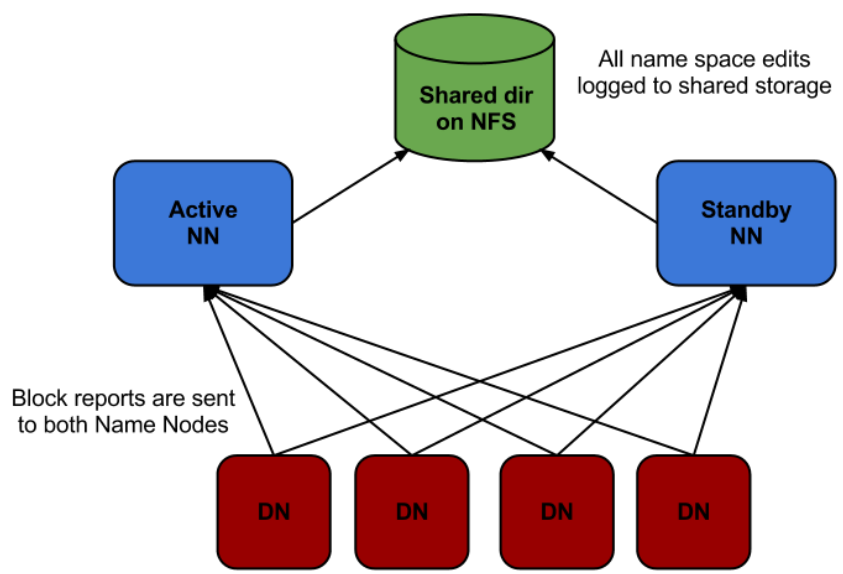 All name space edits
logged to shared storage
Shared dir
on NFS
Active
NN
Standby
NN
Block reports are sent
to both Name Nodes
DN
DN
DN
DN